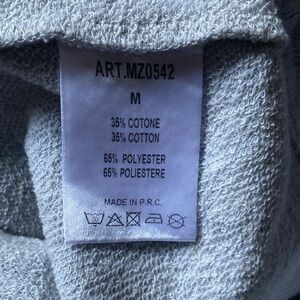 ART.MZ0542
M
35% COTONE
35% COTTON
65% POLYESTER
65% POLIESTERE
MADE IN P.R.C.